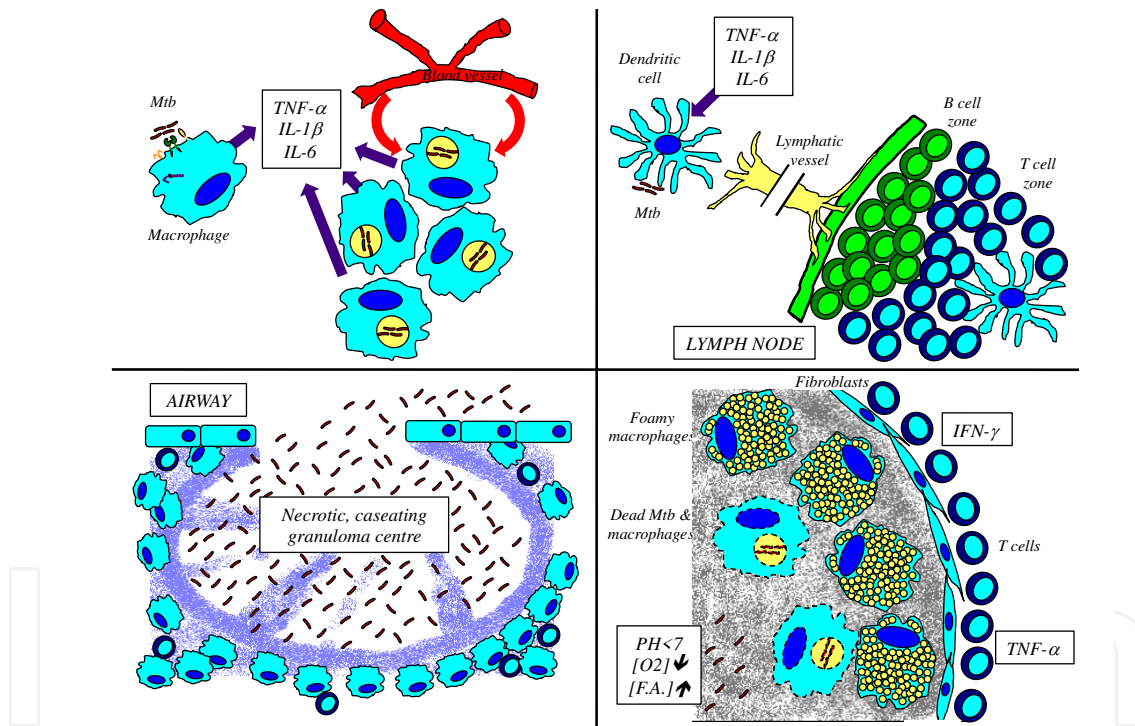 Blood vessel
Mtb
TNF-α
IL-1β
IL-6
Macrophage
TNF-α
IL-1β
IL-6
Dendritic
cell
B cell
zone
Lymphatic
vessel
T cell
zone
Mtb
LYMPH NODE
AIRWAY
Necrotic, caseating
granuloma centre
Fibroblasts
Foamy
macrophages
IFN-γ
Dead Mtb &
macrophages
T cells
PH<7
[O2]
[F.A.]
TNF-α